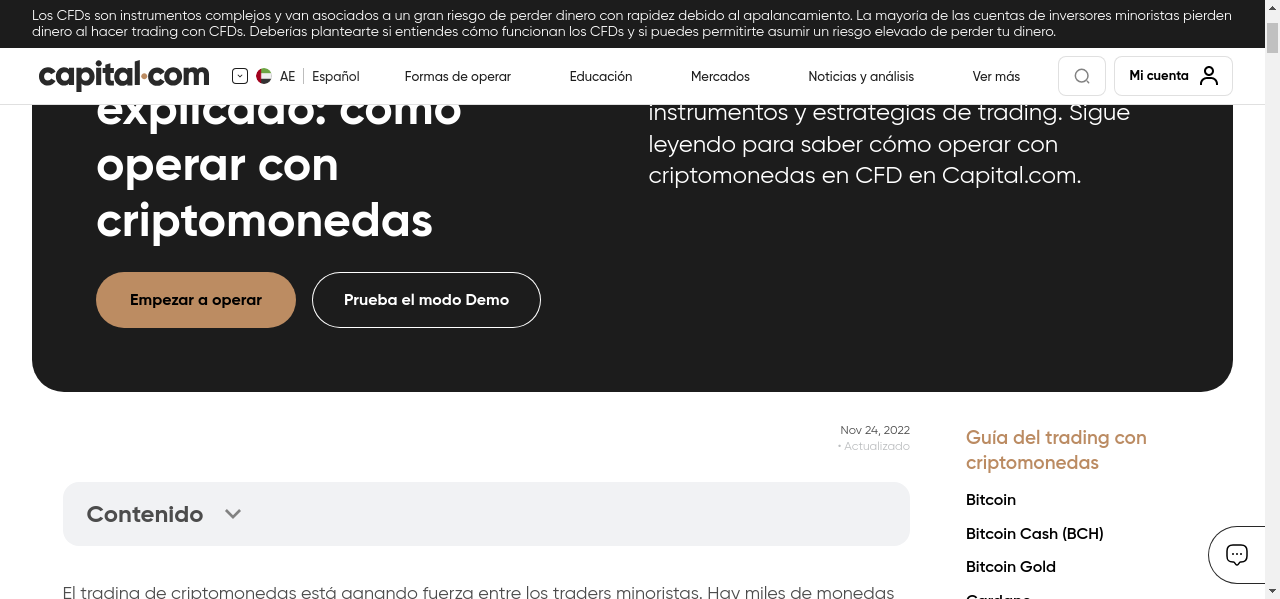 Los CFDs son instrumentos complejos y van asociados a un gran riesgo de perder dinero con rapidez debido al apalancamiento. La mayoría de las cuentas de inversores minoristas pierden
dinero al hacer trading con CFDs. Deberías plantearte si entiendes cómo funcionan los CFDs y si puedes permitirte asumir un riesgo elevado de perder tu dinero.
capital.com
AE
Español
Formas de operar
Educación
Mercados
Noticias y análisis
Ver más
Mi cuenta
explicado: cómo
operar con
criptomonedas
instrumentos y estrategias de trading. Sigue
leyendo para saber cómo operar con
criptomonedas en CFD en Capital.com.
Empezar a operar
Prueba el modo Demo
Nov 24, 2022
• Actualizado
Contenido
El trading de criptomonedas está ganando fuerza entre los traders minoristas. Hay miles de monedas
Guía del trading con
criptomonedas
Bitcoin
Bitcoin Cash (BCH)
Bitcoin Gold
Cardano